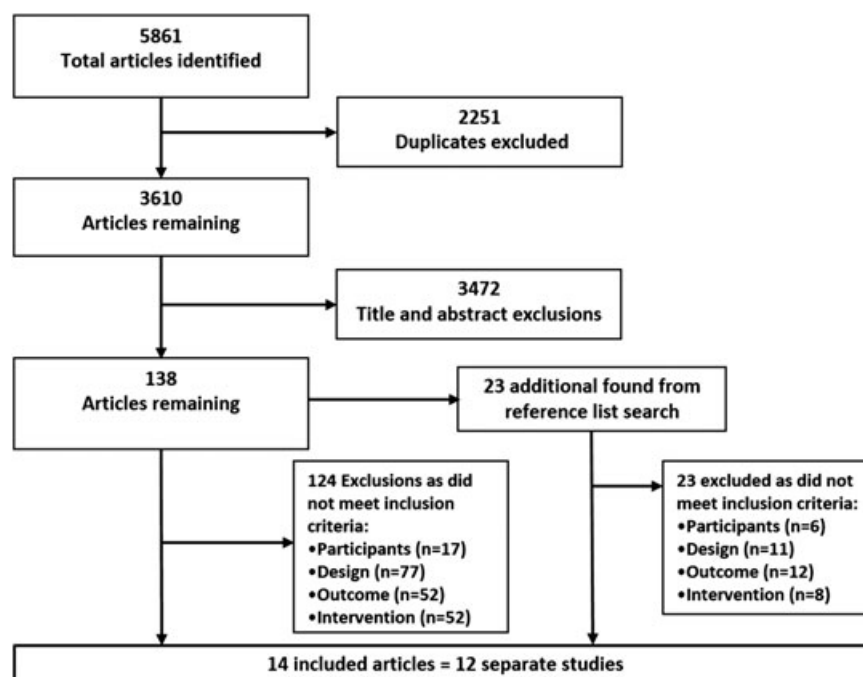 5861
Total articles identified
2251
Duplicates excluded
3610
Articles remaining
3472
Title and abstract exclusions
138
Articles remaining
23 additional found from
reference list search
124 Exclusions as did
not meet inclusion
criteria:
•Participants (n=17)
•Design (n=77)
•Outcome (n=52)
•Intervention (n=52)
23 excluded as did not
meet inclusion criteria:
•Participants (n=6)
•Design (n=11)
•Outcome (n=12)
•Intervention (n=8)
14 included articles = 12 separate studies